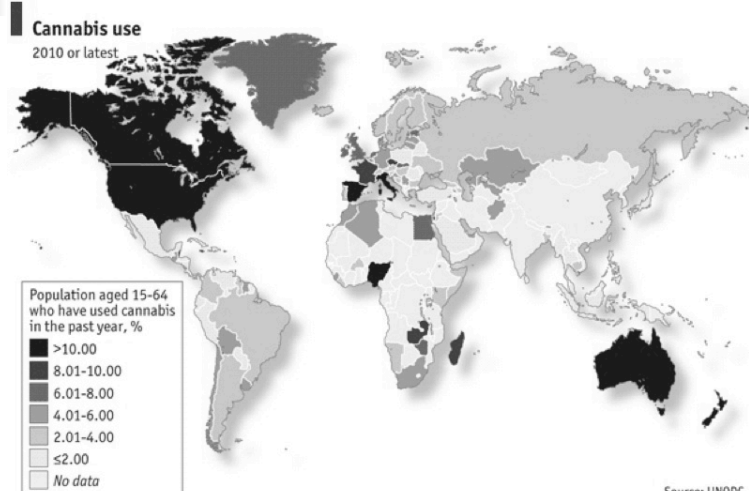 Cannabis use
2010 or latest
Population aged 15-64
who have used cannabis
in the past year, %
>10.00
8.01-10.00
6.01-8.00
4.01-6.00
2.01-4.00
≤2.00
No data
Source: UNODC